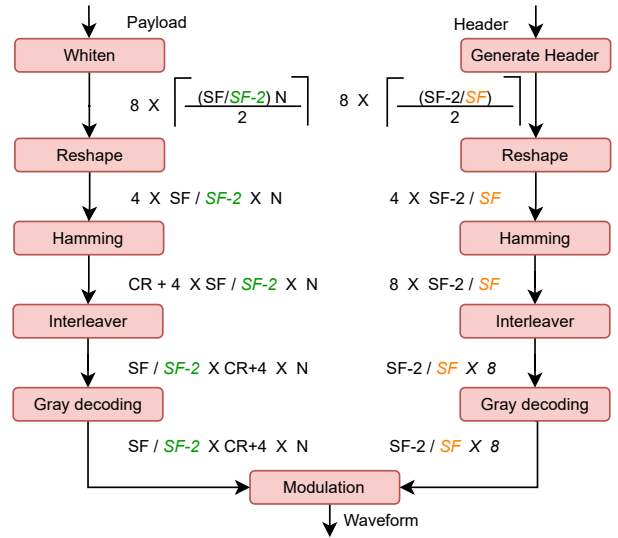 Payload
Header
Whiten
Generate Header
8 X ⌈ (SF/SF-2) N / 2 ⌉
8 X ⌈ (SF-2/SF) / 2 ⌉
Reshape
Reshape
4 X SF / SF-2 X N
4 X SF-2 / SF
Hamming
Hamming
CR + 4 X SF / SF-2 X N
8 X SF-2 / SF
Interleaver
Interleaver
SF / SF-2 X CR+4 X N
SF-2 / SF X 8
Gray decoding
Gray decoding
SF / SF-2 X CR+4 X N
SF-2 / SF X 8
Modulation
Waveform